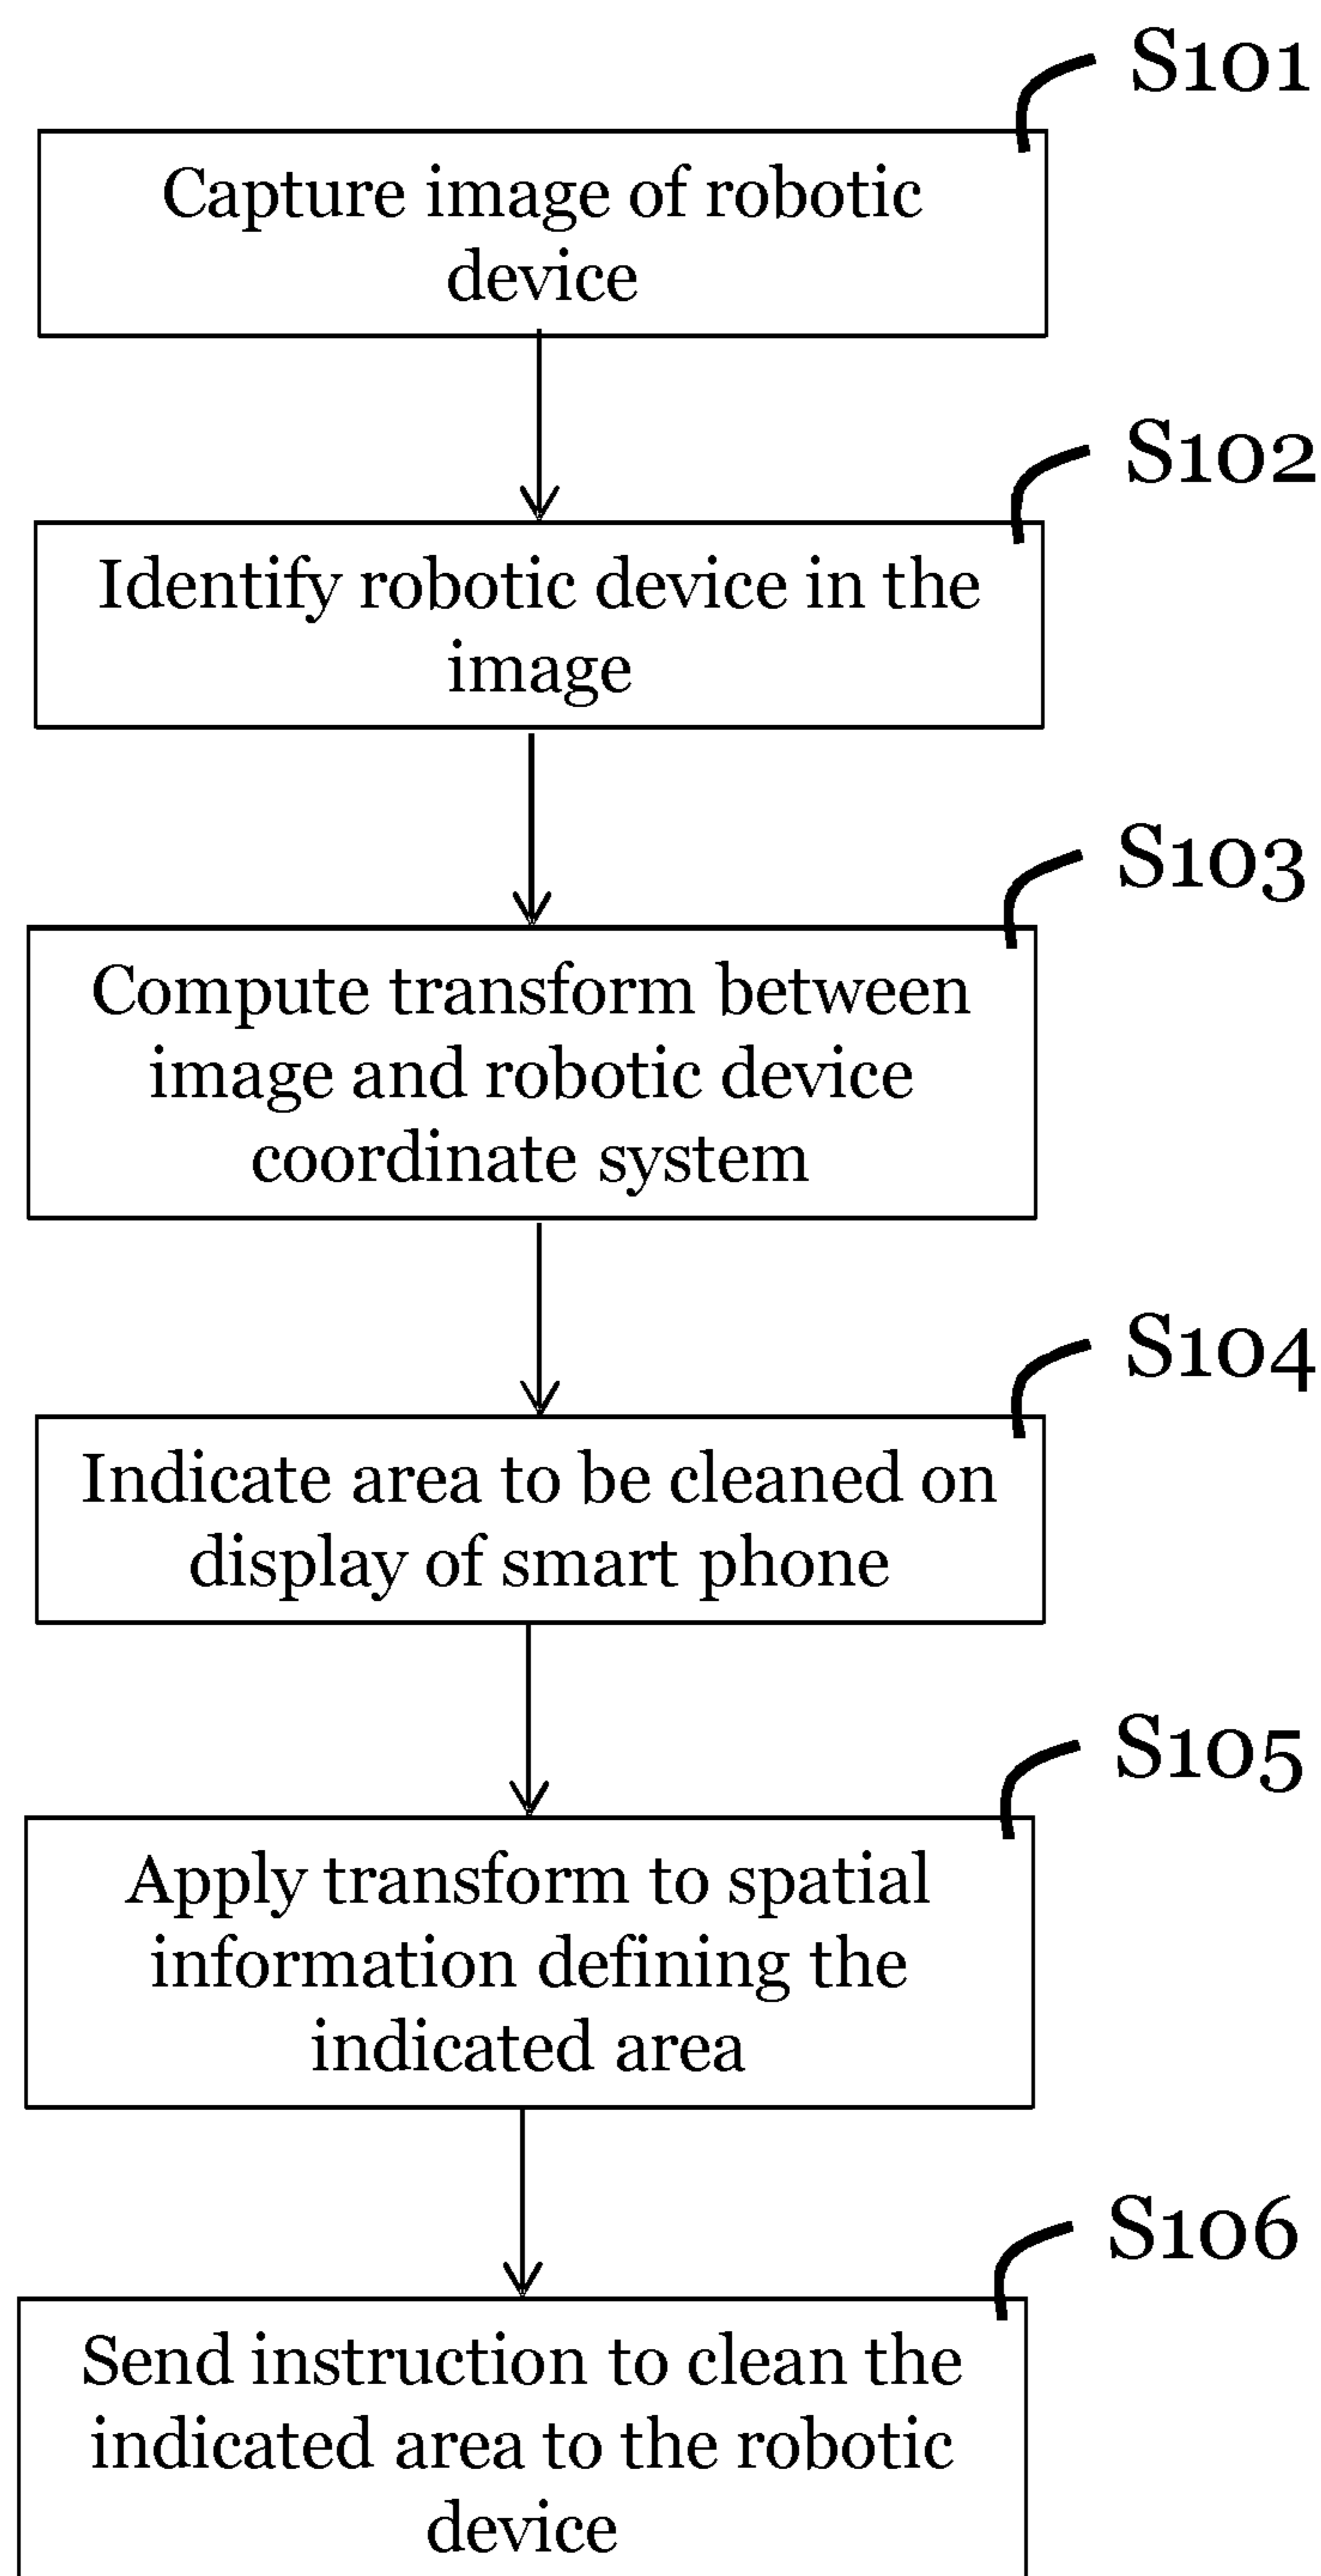 S101
Capture image of robotic
device
S102
Identify robotic device in the
image
S103
Compute transform between
image and robotic device
coordinate system
S104
Indicate area to be cleaned on
display of smart phone
S105
Apply transform to spatial
information defining the
indicated area
S106
Send instruction to clean the
indicated area to the robotic
device